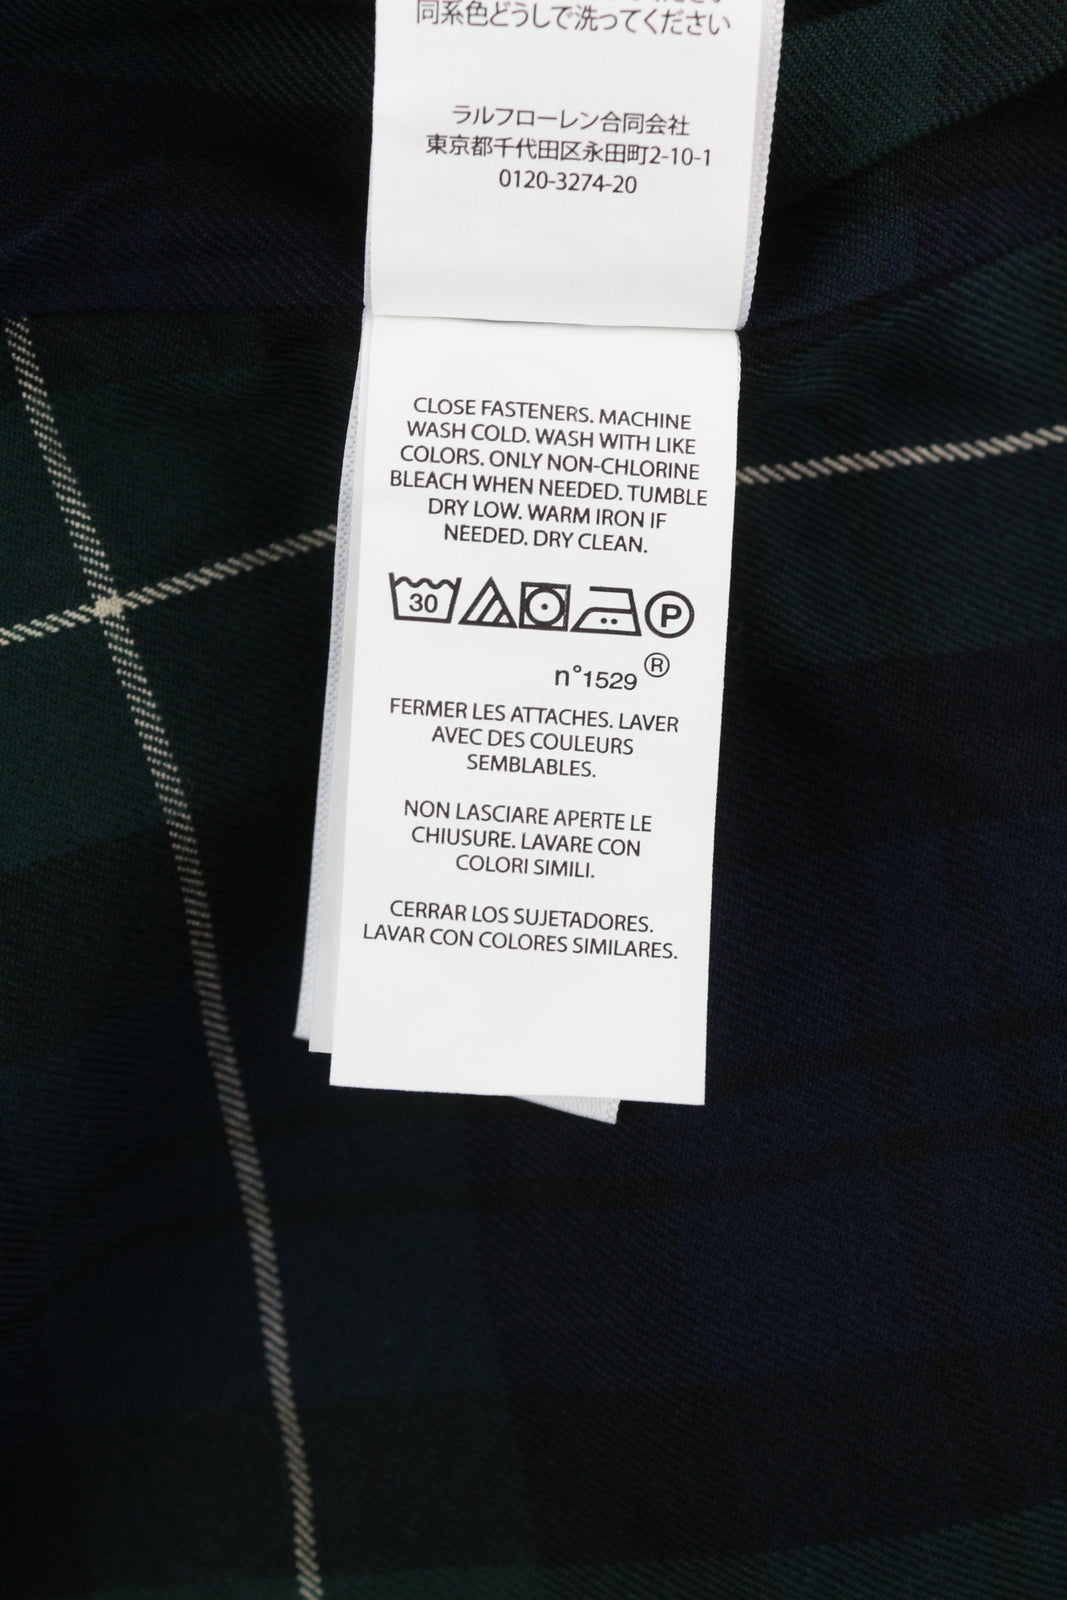 同系色どうしで洗ってください
ラルフローレン合同会社
東京都千代田区永田町2-10-1
0120-3274-20
CLOSE FASTENERS. MACHINE
WASH COLD. WASH WITH LIKE
COLORS. ONLY NON-CHLORINE
BLEACH WHEN NEEDED. TUMBLE
DRY LOW. WARM IRON IF
NEEDED. DRY CLEAN.
30 P
n°1529®
FERMER LES ATTACHES. LAVER
AVEC DES COULEURS
SEMBLABLES.
NON LASCIARE APERTE LE
CHIUSURE. LAVARE CON
COLORI SIMILI.
CERRAR LOS SUJETADORES.
LAVAR CON COLORES SIMILARES.